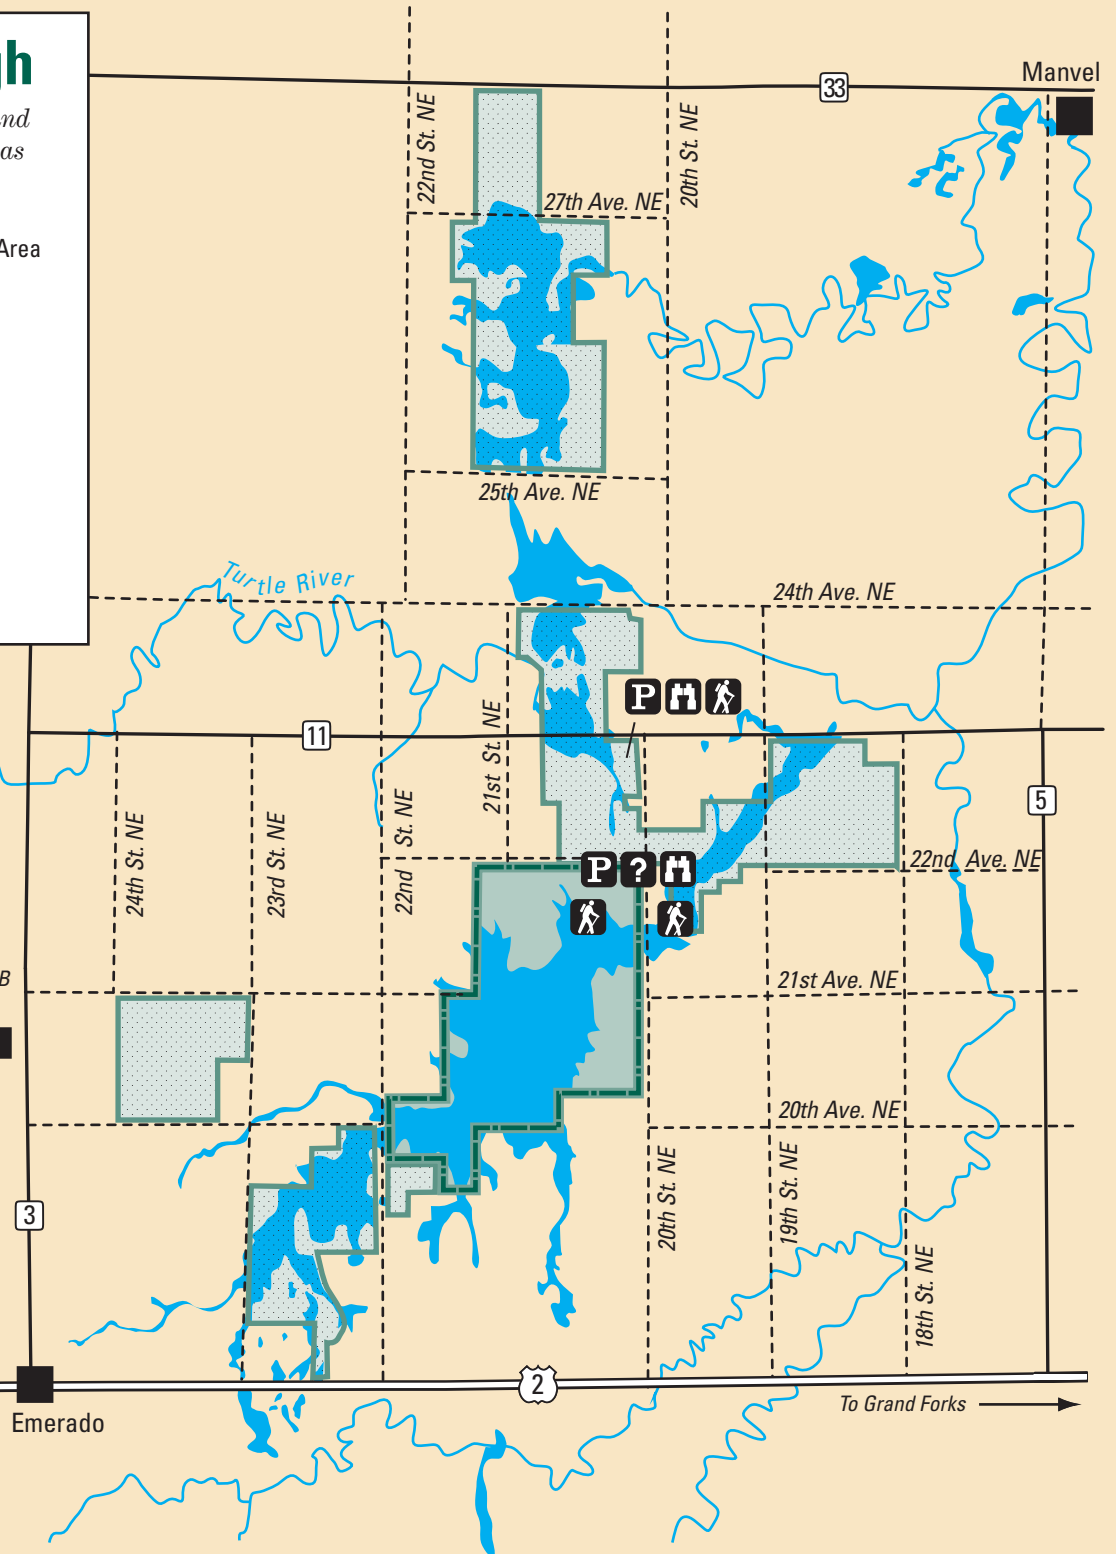 gh
nd
as
Area
Manvel
33
22nd St. NE
20th St. NE
27th Ave. NE
25th Ave. NE
Turtle River
24th Ave. NE
P
11
21st St. NE
5
24th St. NE
23rd St. NE
22nd St. NE
22nd Ave. NE
P ?
B
21st Ave. NE
20th Ave. NE
20th St. NE
19th St. NE
3
18th St. NE
2
To Grand Forks
Emerado